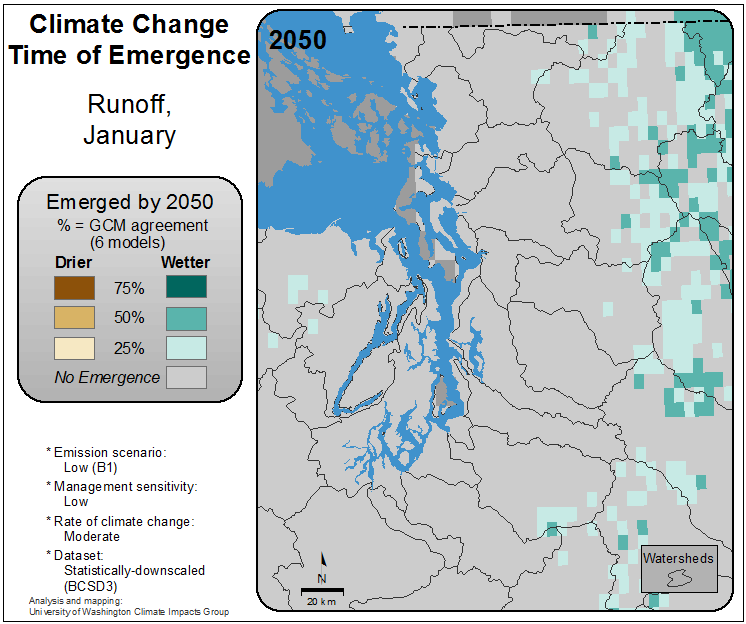 Climate Change
Time of Emergence
Runoff,
January
Emerged by 2050
% = GCM agreement
(6 models)
Drier Wetter
75%
50%
25%
No Emergence
* Emission scenario:
Low (B1)
* Management sensitivity:
Low
* Rate of climate change:
Moderate
* Dataset:
Statistically-downscaled
(BCSD3)
Analysis and mapping:
University of Washington Climate Impacts Group
2050
N
20 km
Watersheds